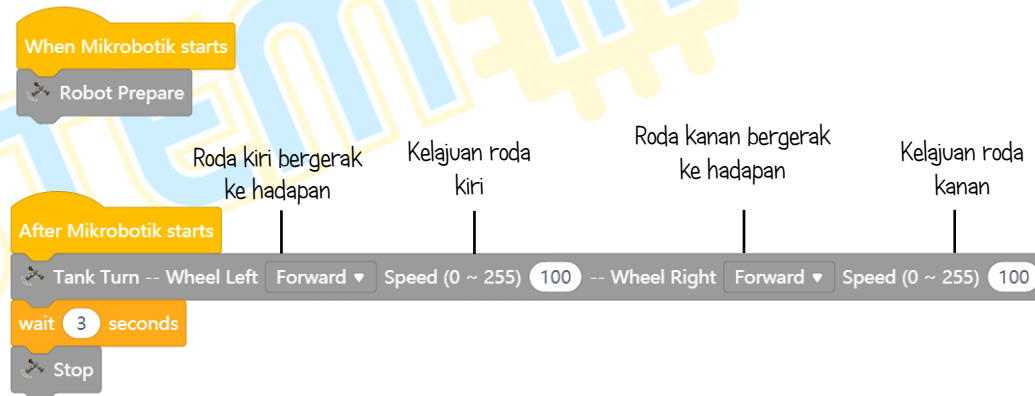 When Mikrobotik starts
Robot Prepare
Roda kiri bergerak
ke hadapan
Kelajuan roda
kiri
Roda kanan bergerak
ke hadapan
Kelajuan roda
kanan
After Mikrobotik starts
Tank Turn -- Wheel Left Forward ▾ Speed (0 ~ 255) 100 -- Wheel Right Forward ▾ Speed (0 ~ 255) 100
wait 3 seconds
Stop